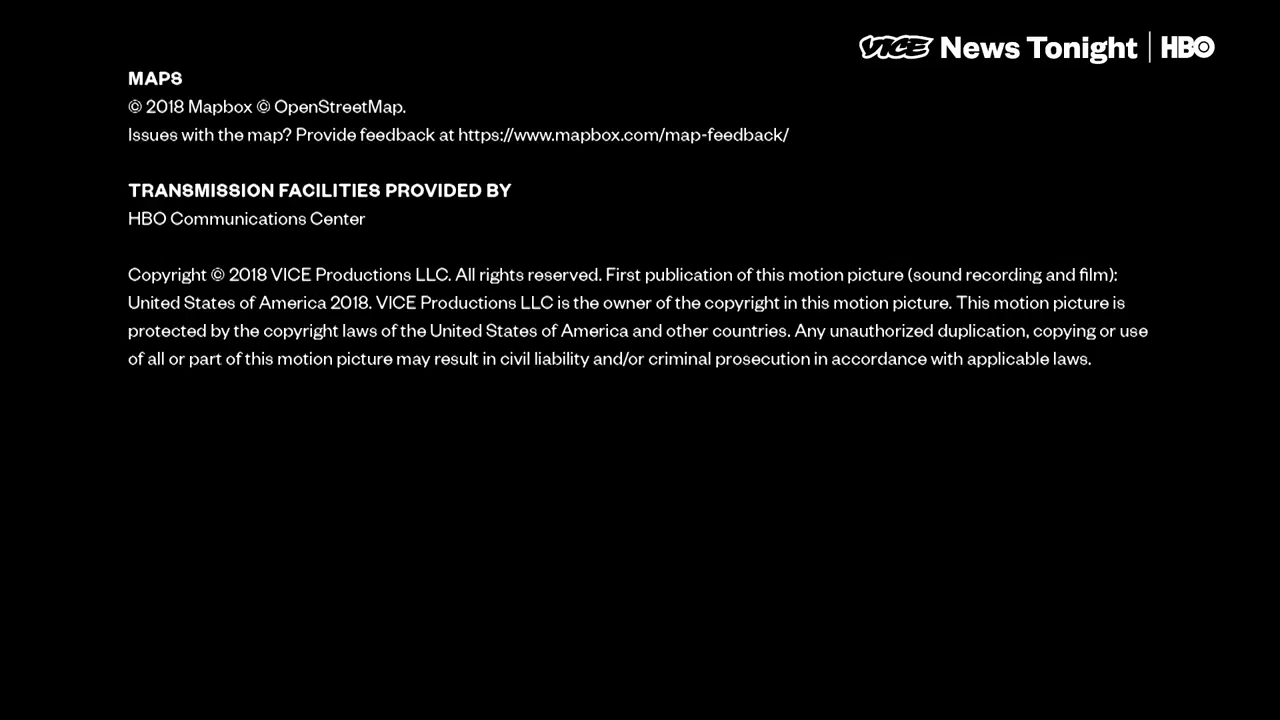 VICE News Tonight | HBO
MAPS
© 2018 Mapbox © OpenStreetMap.
Issues with the map? Provide feedback at https://www.mapbox.com/map-feedback/
TRANSMISSION FACILITIES PROVIDED BY
HBO Communications Center
Copyright © 2018 VICE Productions LLC. All rights reserved. First publication of this motion picture (sound recording and film):
United States of America 2018. VICE Productions LLC is the owner of the copyright in this motion picture. This motion picture is
protected by the copyright laws of the United States of America and other countries. Any unauthorized duplication, copying or use
of all or part of this motion picture may result in civil liability and/or criminal prosecution in accordance with applicable laws.